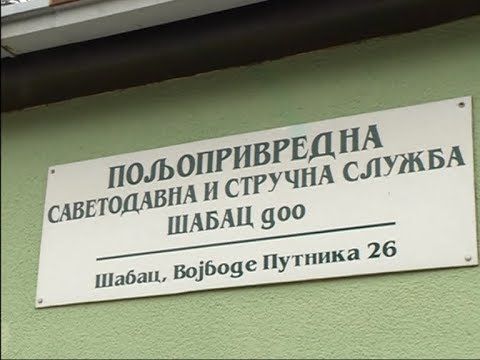 ПОЉОПРИВРЕДНА
САВЕТОДАВНА И СТРУЧНА СЛУЖБА
ШАБАЦ доо
Шабац, Војводе Путника 26